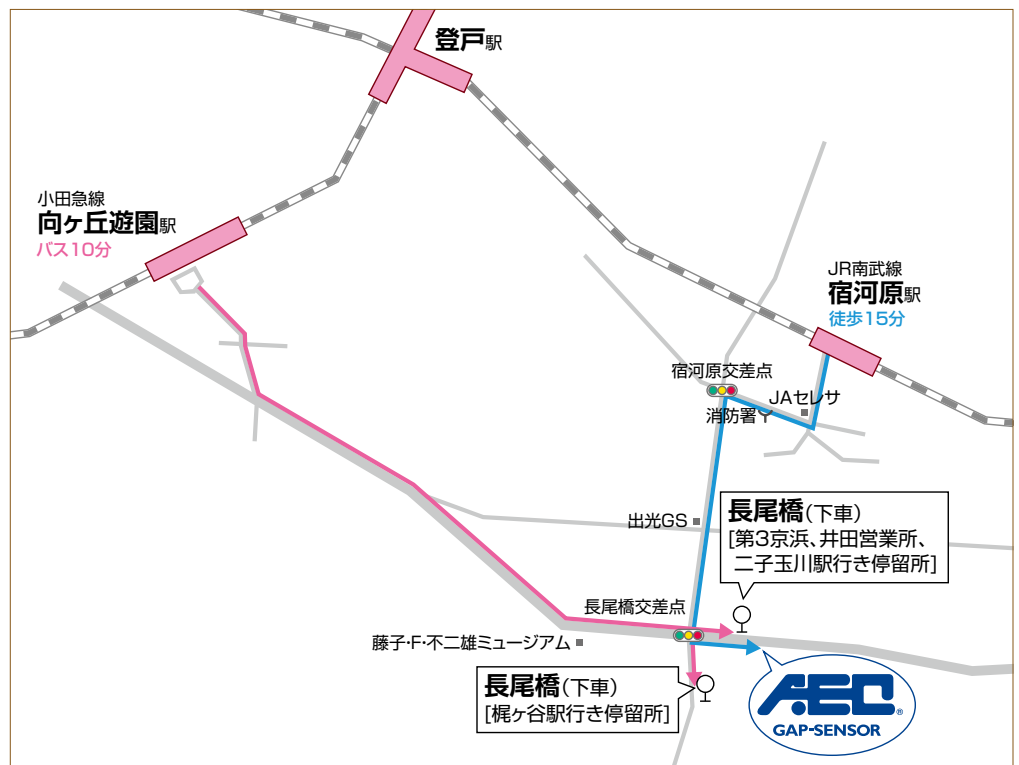 登戸駅
小田急線
向ヶ丘遊園駅
バス10分
JR南武線
宿河原駅
徒歩15分
宿河原交差点
JAセレサ
消防署
出光GS
長尾橋(下車)
[第3京浜、井田営業所、
二子玉川駅行き停留所]
長尾橋交差点
藤子・F・不二雄ミュージアム
長尾橋(下車)
[梶ヶ谷駅行き停留所]
AEC®
GAP-SENSOR